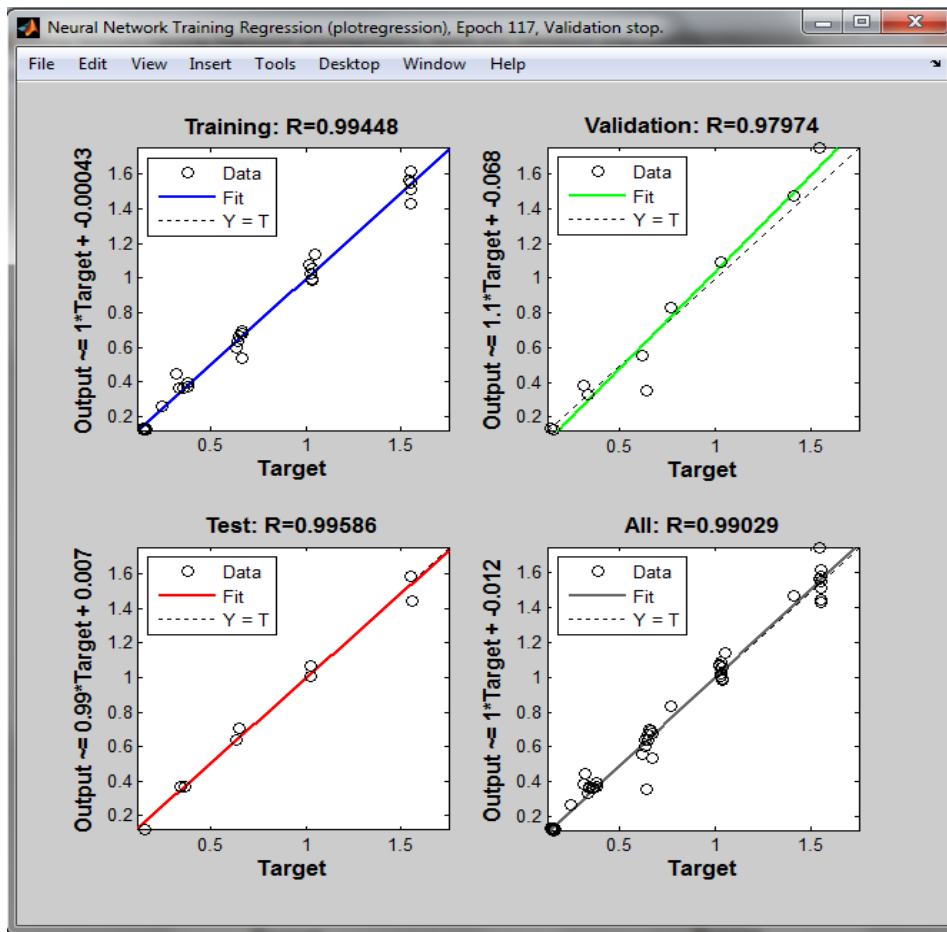 Neural Network Training Regression (plotregression), Epoch 117, Validation stop.
File Edit View Insert Tools Desktop Window Help
Training: R=0.99448
Output ~= 1*Target + -0.00043
1.6
1.4
1.2
1
0.8
0.6
0.4
0.2
Data
Fit
Y = T
0.5 1 1.5
Target
Validation: R=0.97974
Output ~= 1.1*Target + -0.068
1.6
1.4
1.2
1
0.8
0.6
0.4
0.2
Data
Fit
Y = T
0.5 1 1.5
Target
Test: R=0.99586
Output ~= 0.99*Target + 0.007
1.6
1.4
1.2
1
0.8
0.6
0.4
0.2
Data
Fit
Y = T
0.5 1 1.5
Target
All: R=0.99029
Output ~= 1*Target + -0.012
1.6
1.4
1.2
1
0.8
0.6
0.4
0.2
Data
Fit
Y = T
0.5 1 1.5
Target